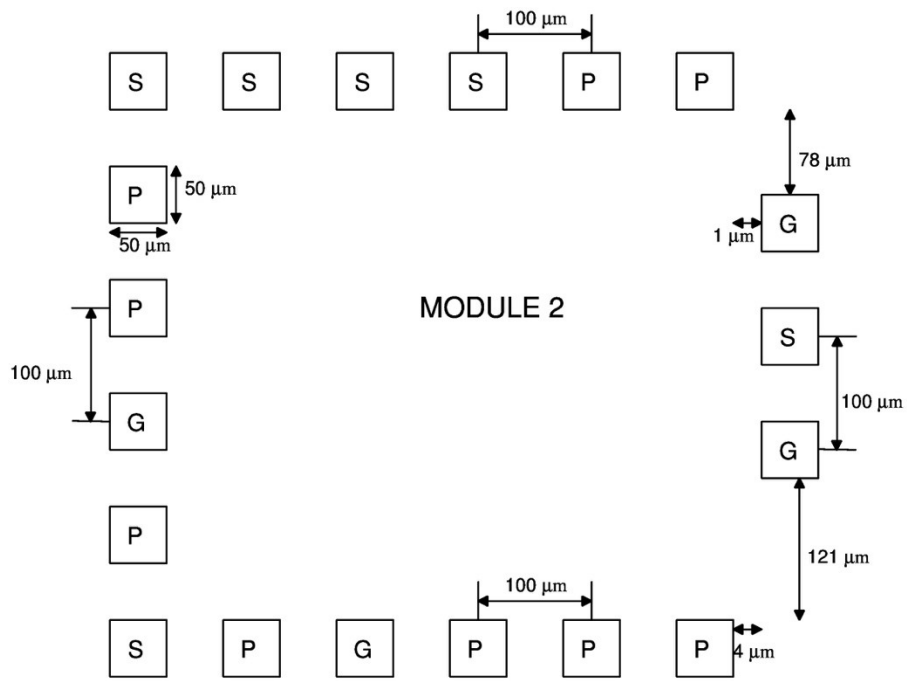 100 μm
S S S S P P
78 μm
P 50 μm
G
50 μm
1 μm
P MODULE 2
S
100 μm
100 μm
G
G
P
121 μm
100 μm
S P G P P P
4 μm